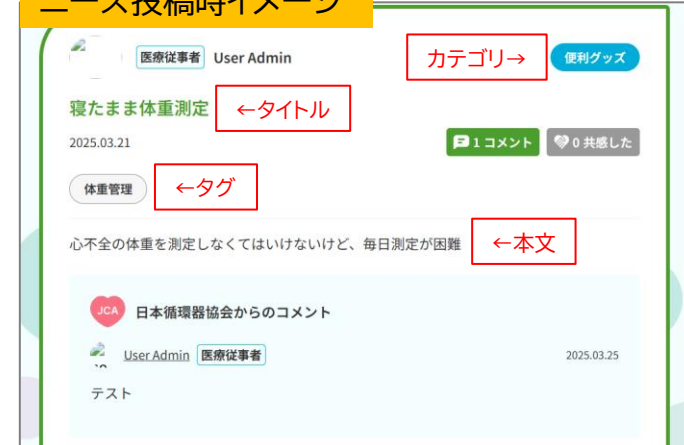 ニーズ投稿時イメージ
医療従事者 User Admin カテゴリ→ 便利グッズ
寝たまま体重測定 ←タイトル
2025.03.21 1 コメント 0 共感した
体重管理 ←タグ
心不全の体重を測定しなくてはいけないけど、毎日測定が困難 ←本文
JCA 日本循環器協会からのコメント
User Admin 医療従事者 2025.03.25
テスト